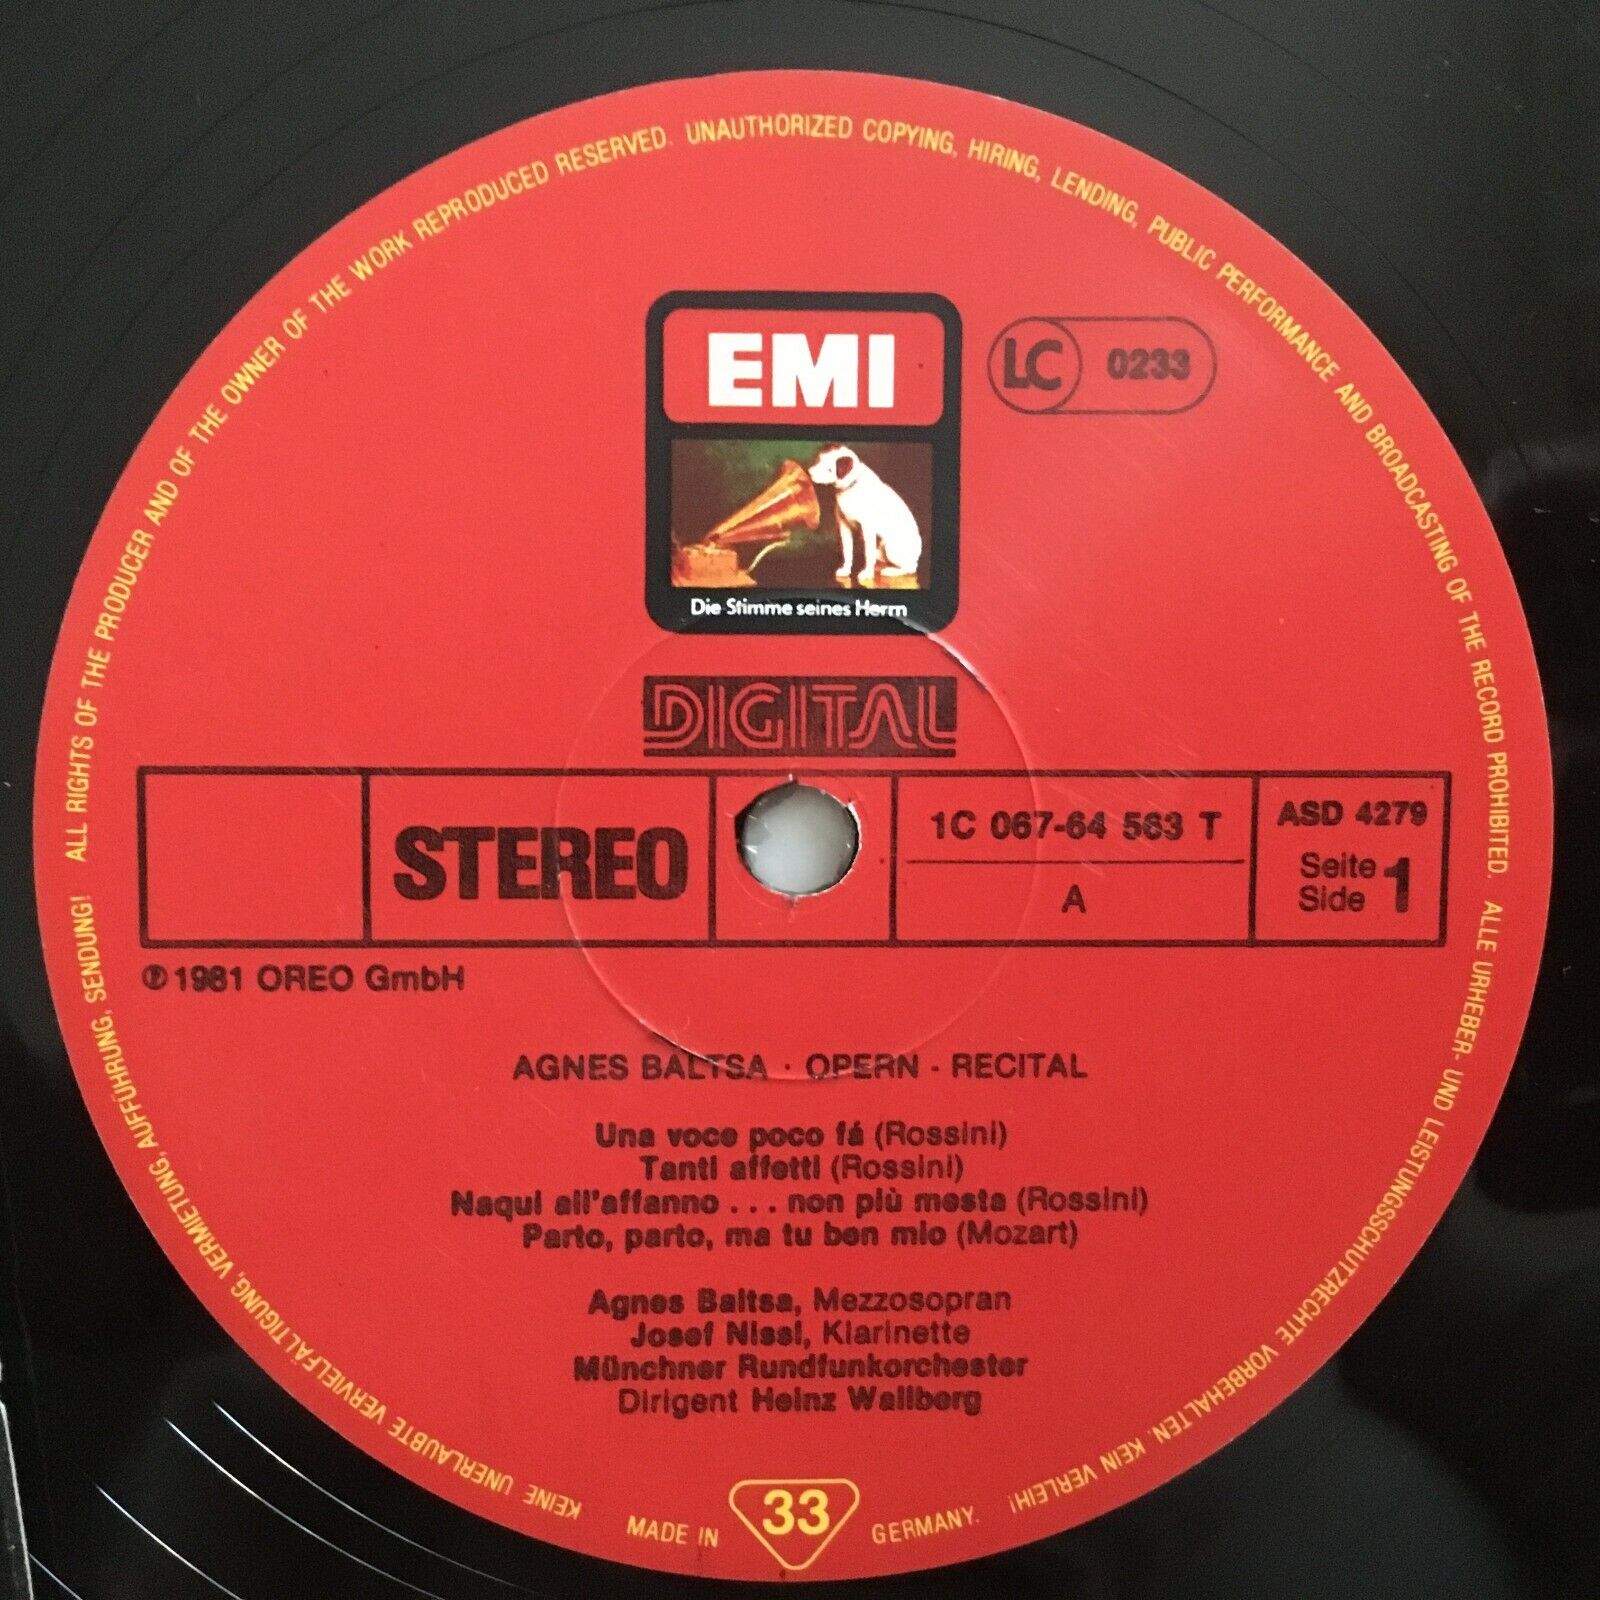 ALL RIGHTS OF THE PRODUCER AND OF THE OWNER OF THE WORK REPRODUCED RESERVED. UNAUTHORIZED COPYING, HIRING, LENDING, PUBLIC PERFORMANCE AND BROADCASTING OF THE RECORD PROHIBITED. ALLE URHEBER- UND LEISTUNGSSCHUTZRECHTE VORBEHALTEN. KEIN VERLEIH! KEINE UNERLAUBTE VERVIELFÄLTIGUNG, VERMIETUNG, AUFFÜHRUNG, SENDUNG!
EMI
LC 0233
Die Stimme seines Herrn
DIGITAL
STEREO
1C 067-64 563 T
A
ASD 4279
Seite
Side 1
℗ 1981 OREO GmbH
AGNES BALTSA · OPERN - RECITAL
Una voce poco fá (Rossini)
Tanti affetti (Rossini)
Naqui all'affanno . . . non più mesta (Rossini)
Parto, parto, ma tu ben mio (Mozart)
Agnes Baltsa, Mezzosopran
Josef Nissl, Klarinette
Münchner Rundfunkorchester
Dirigent Heinz Wallberg
MADE IN 33 GERMANY.